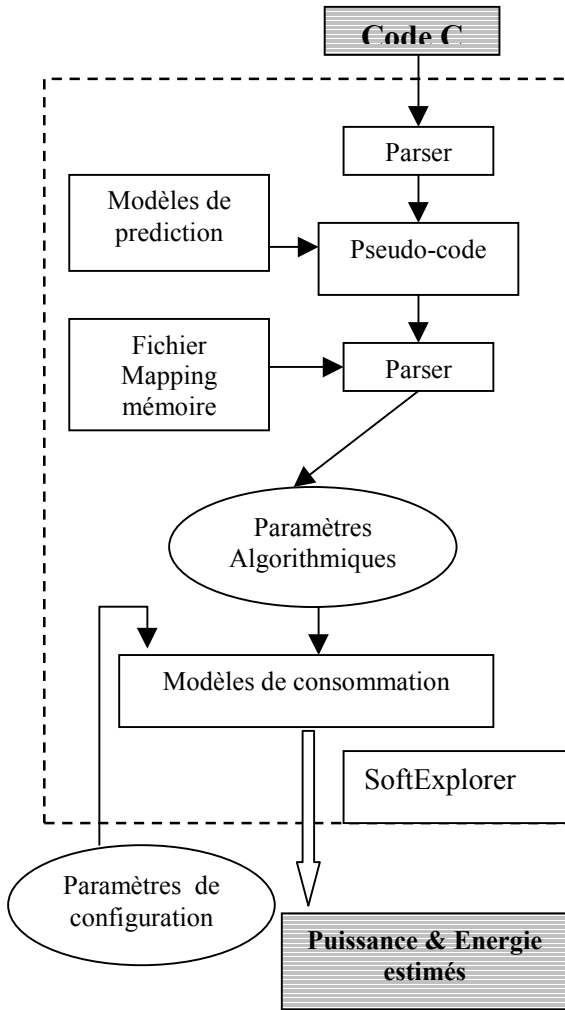 Code C
Parser
Modèles de
prediction
Pseudo-code
Fichier
Mapping
mémoire
Parser
Paramètres
Algorithmiques
Modèles de consommation
SoftExplorer
Paramètres de
configuration
Puissance & Energie
estimés